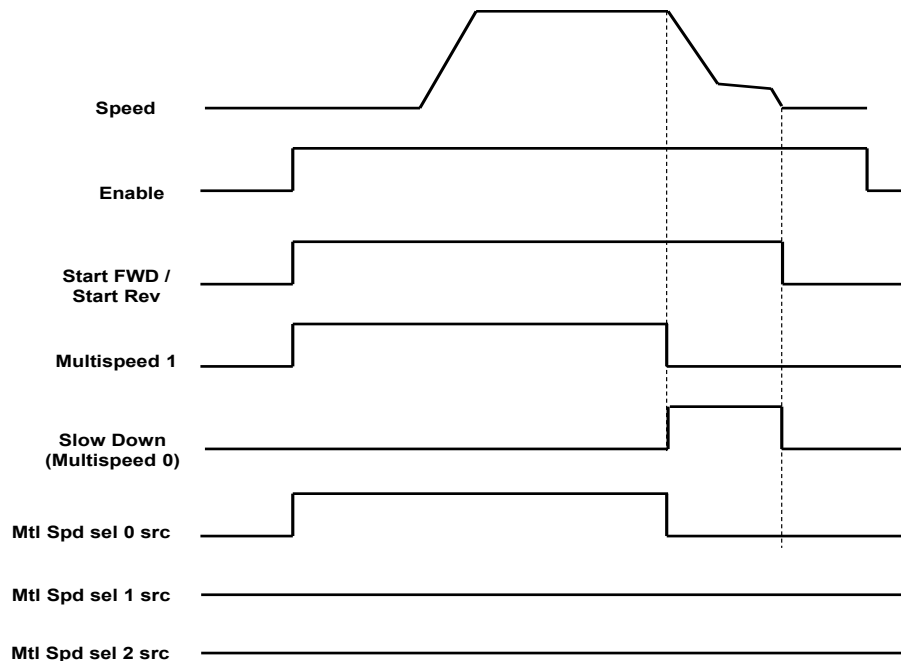 Speed
Enable
Start FWD /
Start Rev
Multispeed 1
Slow Down
(Multispeed 0)
Mtl Spd sel 0 src
Mtl Spd sel 1 src
Mtl Spd sel 2 src